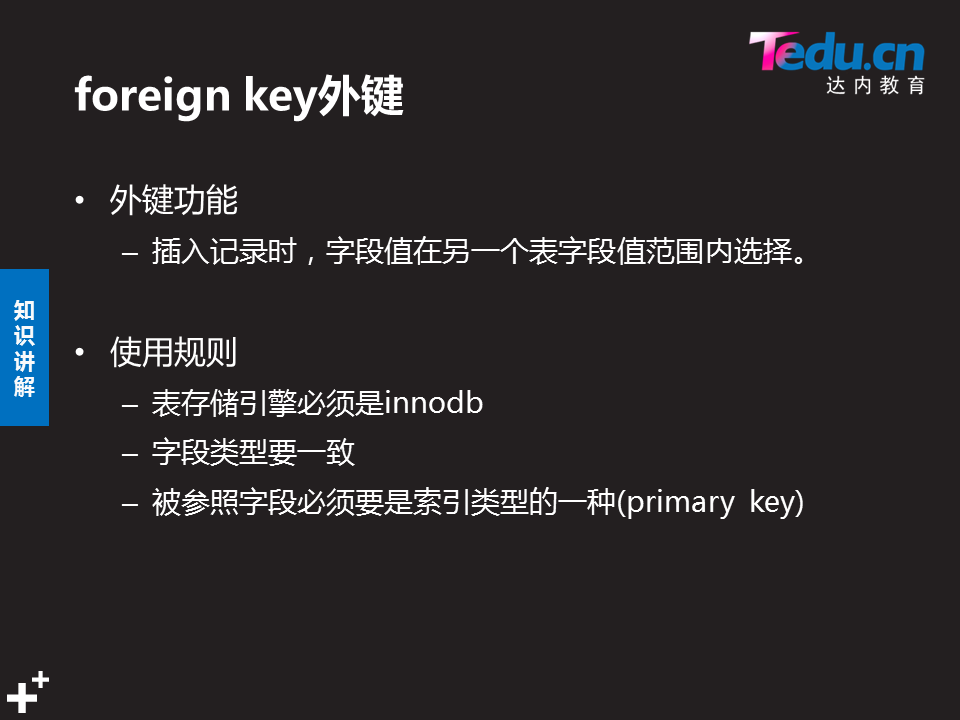 Tedu.cn
达内教育
foreign key外键
• 外键功能
– 插入记录时，字段值在另一个表字段值范围内选择。
知识讲解
• 使用规则
– 表存储引擎必须是innodb
– 字段类型要一致
– 被参照字段必须要是索引类型的一种(primary key)